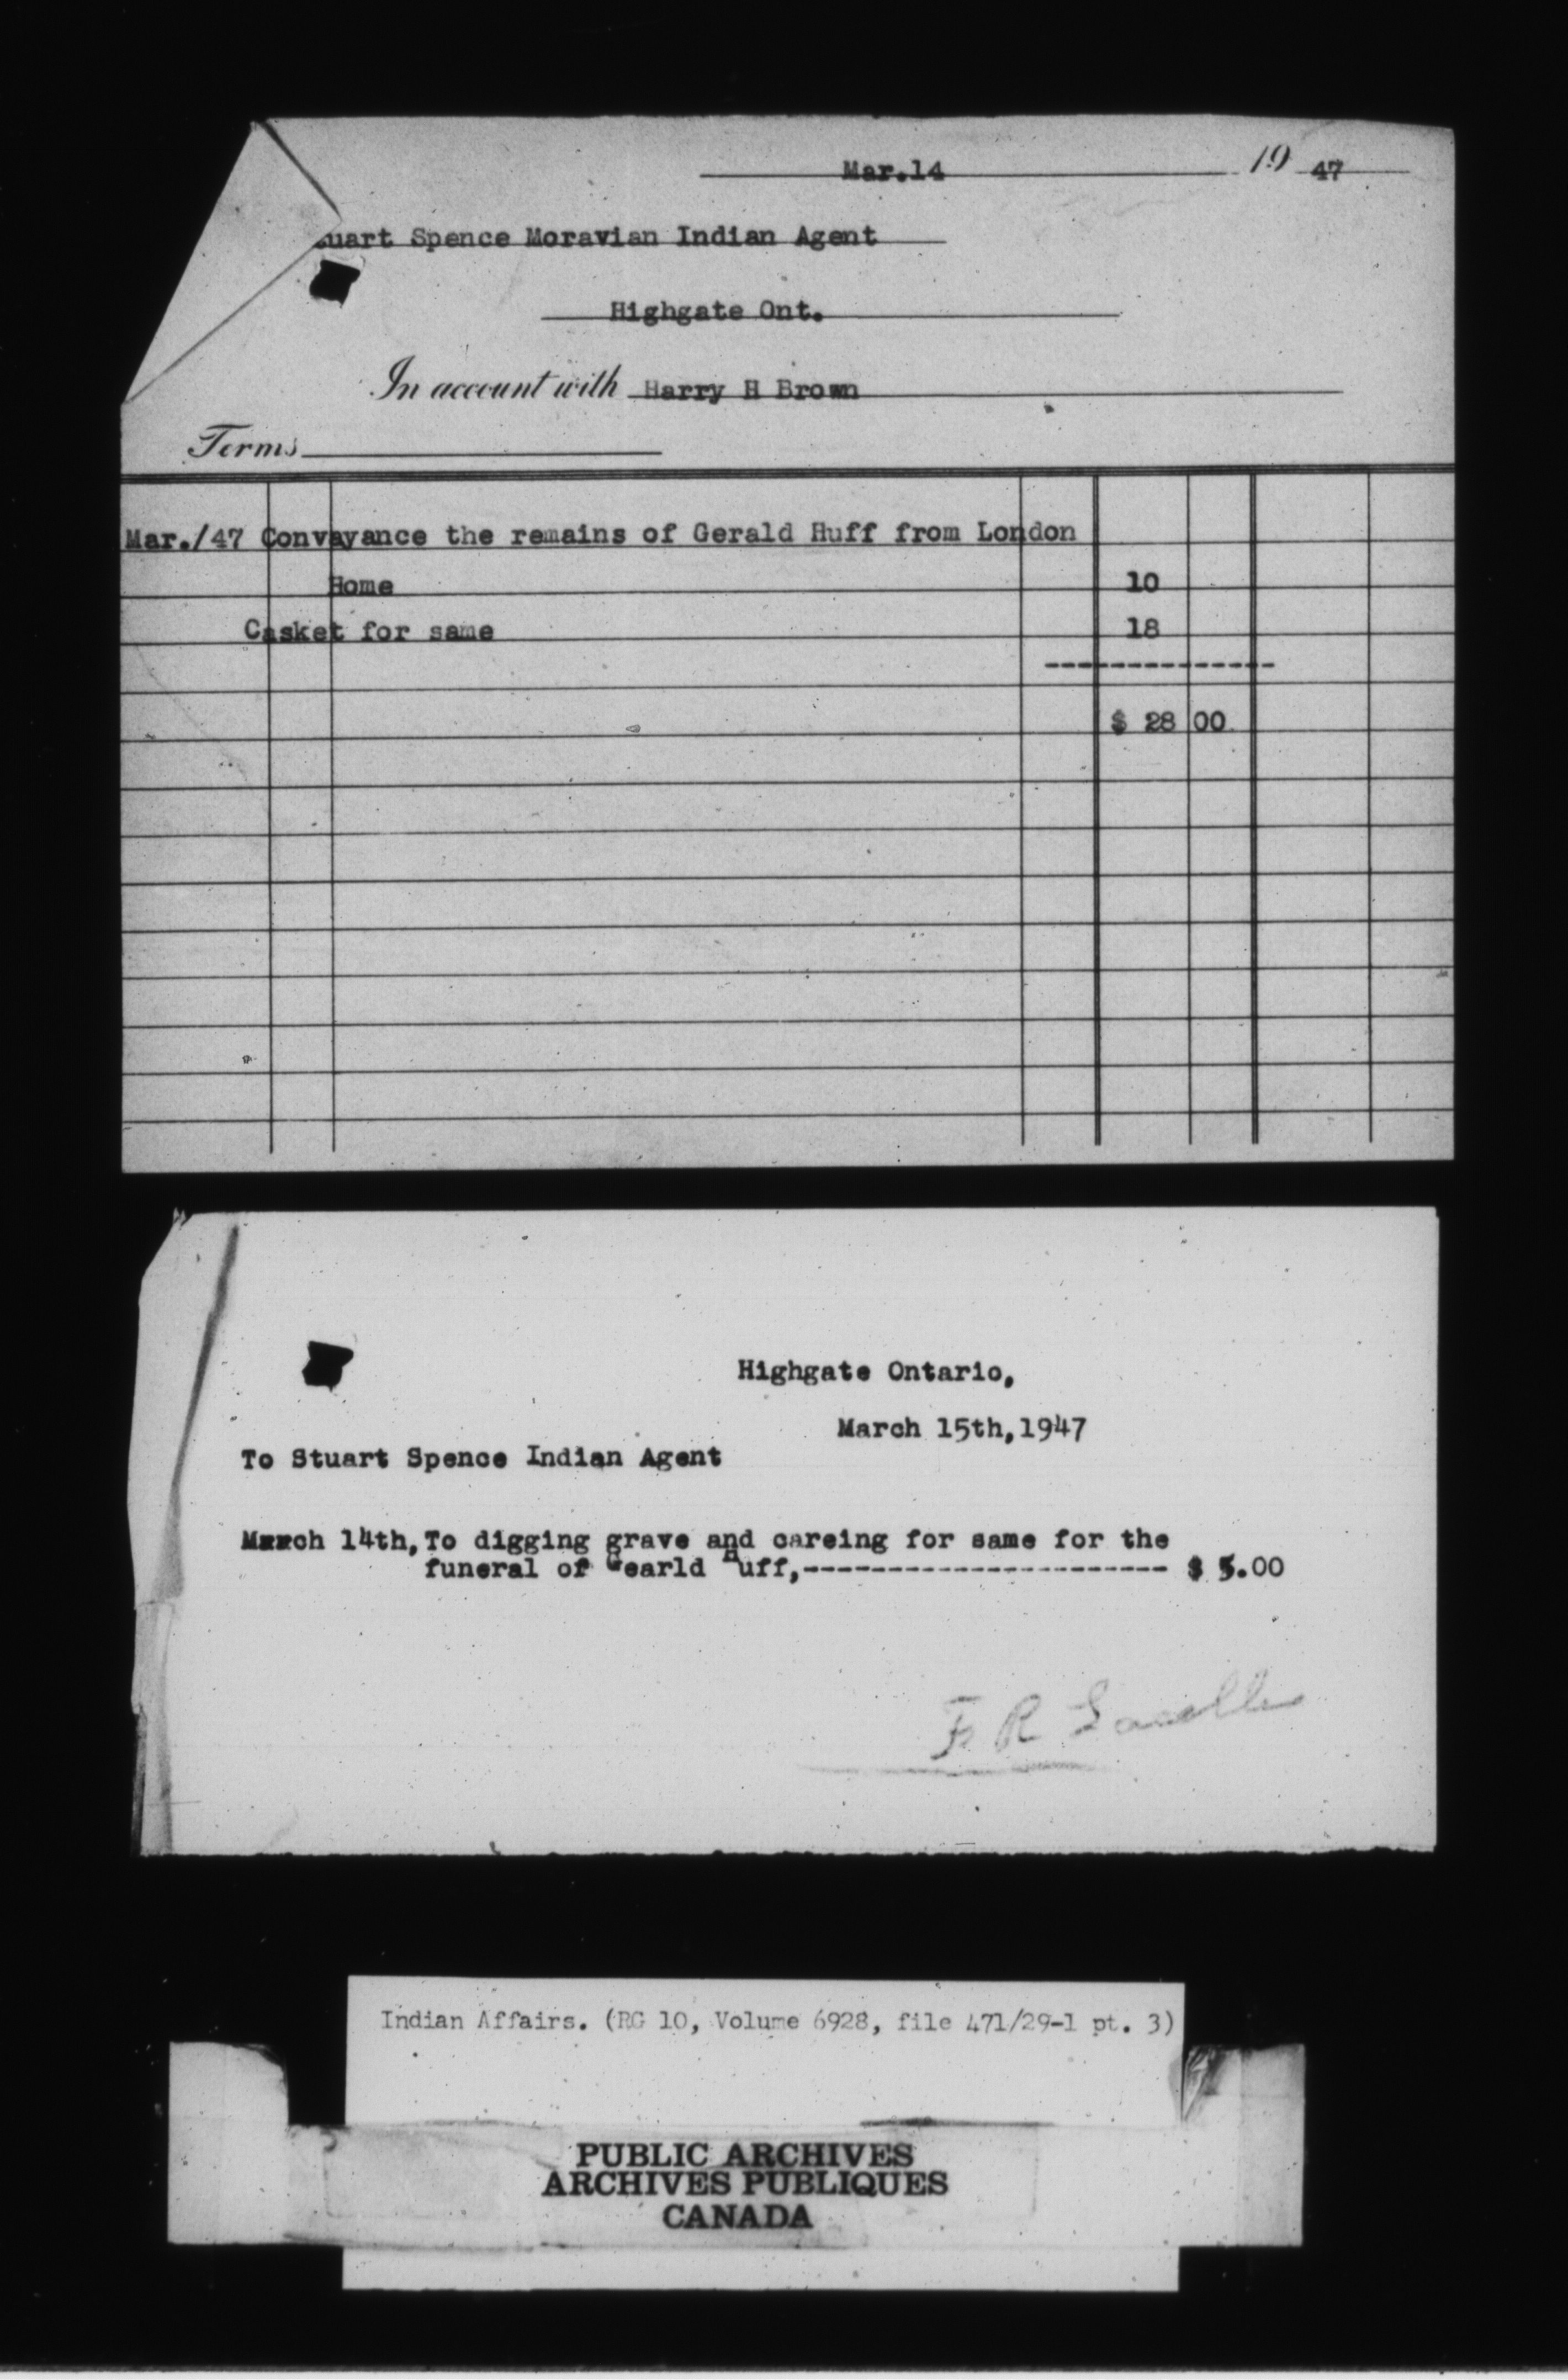 Mar.14 19 47
uart Spence Moravian Indian Agent
Highgate Ont.
In account with Harry H Brown
Terms
Mar./47 Convayance the remains of Gerald Huff from London
Home 10
Casket for same 18
--------------
$ 28 00
Highgate Ontario,
March 15th,1947
To Stuart Spence Indian Agent
March 14th,To digging grave and careing for same for the
funeral of Gearld Huff,---------------------- $ 5.00
F R
Indian Affairs. (RG 10, Volume 6928, file 471/29-1 pt. 3)
PUBLIC ARCHIVES
ARCHIVES PUBLIQUES
CANADA